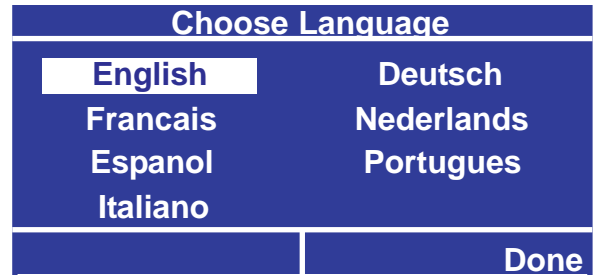 Choose Language
English Deutsch
Francais Nederlands
Espanol Portugues
Italiano
Done